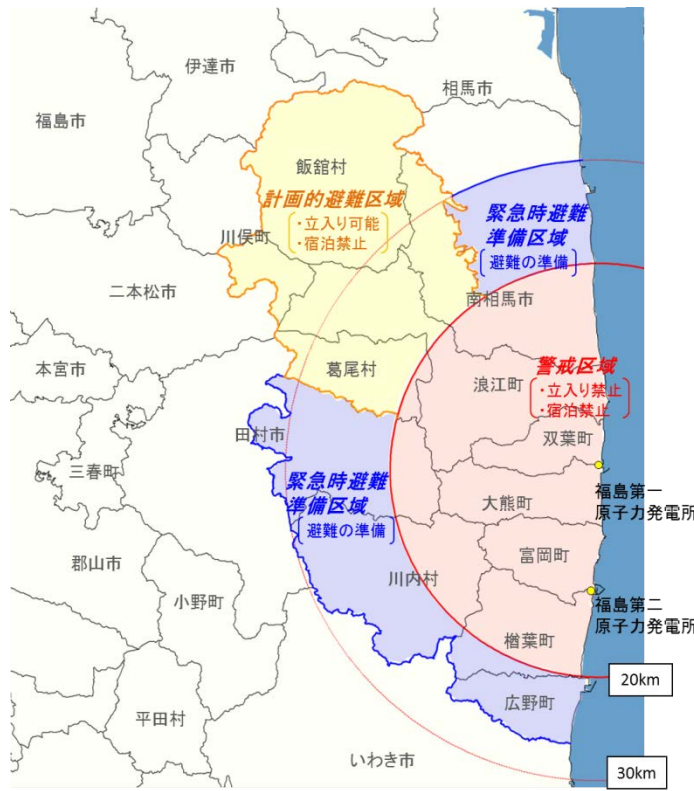 伊達市
相馬市
福島市
飯舘村
計画的避難区域
・立入り可能
・宿泊禁止
緊急時避難
準備区域
避難の準備
川俣町
二本松市
南相馬市
本宮市
葛尾村
浪江町
警戒区域
・立入り禁止
・宿泊禁止
田村市
双葉町
三春町
緊急時避難
準備区域
避難の準備
大熊町
福島第一
原子力発電所
郡山市
富岡町
小野町
川内村
福島第二
原子力発電所
楢葉町
20km
広野町
平田村
いわき市
30km